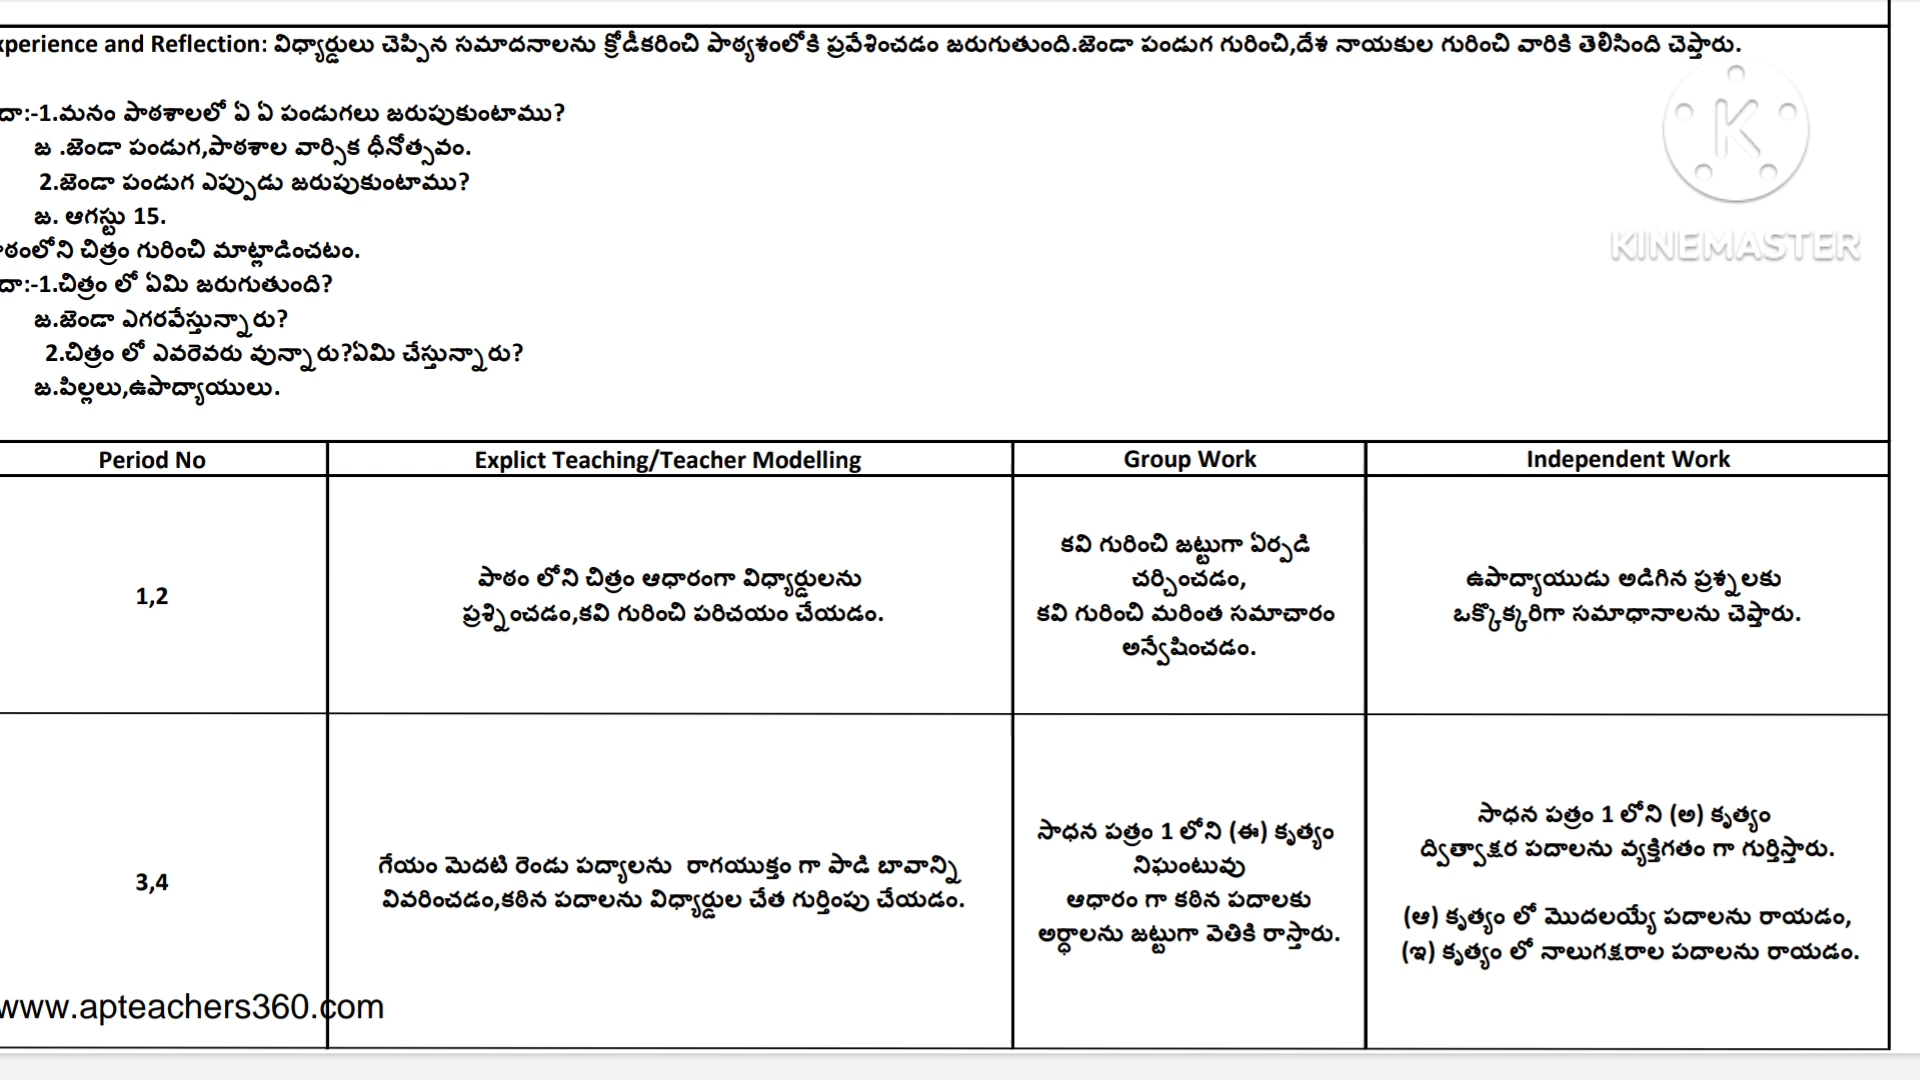 xperience and Reflection: విధ్యార్థులు చెప్పిన సమాదనాలను క్రోడీకరించి పాఠ్యశంలోకి ప్రవేశించడం జరుగుతుంది.జెండా పండుగ గురించి,దేశ నాయకుల గురించి వారికి తెలిసింది చెప్తారు.
దా:-1.మనం పాఠశాలలో ఏ ఏ పండుగలు జరుపుకుంటాము?
జ .జెండా పండుగ,పాఠశాల వార్సిక ధీనోత్సవం.
2.జెండా పండుగ ఎప్పుడు జరుపుకుంటాము?
జ. ఆగస్టు 15.
ాఠంలోని చిత్రం గురించి మాట్లాడించటం.
దా:-1.చిత్రం లో ఏమి జరుగుతుంది?
జ.జెండా ఎగరవేస్తున్నారు?
2.చిత్రం లో ఎవరెవరు వున్నారు?ఏమి చేస్తున్నారు?
జ.పిల్లలు,ఉపాద్యాయులు.
KINEMASTER
Period No Explict Teaching/Teacher Modelling Group Work Independent Work
1,2
పాఠం లోని చిత్రం ఆధారంగా విధ్యార్థులను
ప్రశ్నించడం,కవి గురించి పరిచయం చేయడం.
కవి గురించి జట్టుగా ఏర్పడి
చర్చించడం,
కవి గురించి మరింత సమాచారం
అన్వేషించడం.
ఉపాద్యాయుడు అడిగిన ప్రశ్నలకు
ఒక్కొక్కరిగా సమాధానాలను చెప్తారు.
3,4
గేయం మెదటి రెండు పద్యాలను రాగయుక్తం గా పాడి బావాన్ని
వివరించడం,కఠిన పదాలను విధ్యార్థుల చేత గుర్తింపు చేయడం.
సాధన పత్రం 1 లోని (ఈ) కృత్యం
నిఘంటువు
ఆధారం గా కఠిన పదాలకు
అర్ధాలను జట్టుగా వెతికి రాస్తారు.
సాధన పత్రం 1 లోని (అ) కృత్యం
ద్విత్వాక్షర పదాలను వ్యక్తిగతం గా గుర్తిస్తారు.
(ఆ) కృత్యం లో మొదలయ్యే పదాలను రాయడం,
(ఇ) కృత్యం లో నాలుగక్షరాల పదాలను రాయడం.
www.apteachers360.com